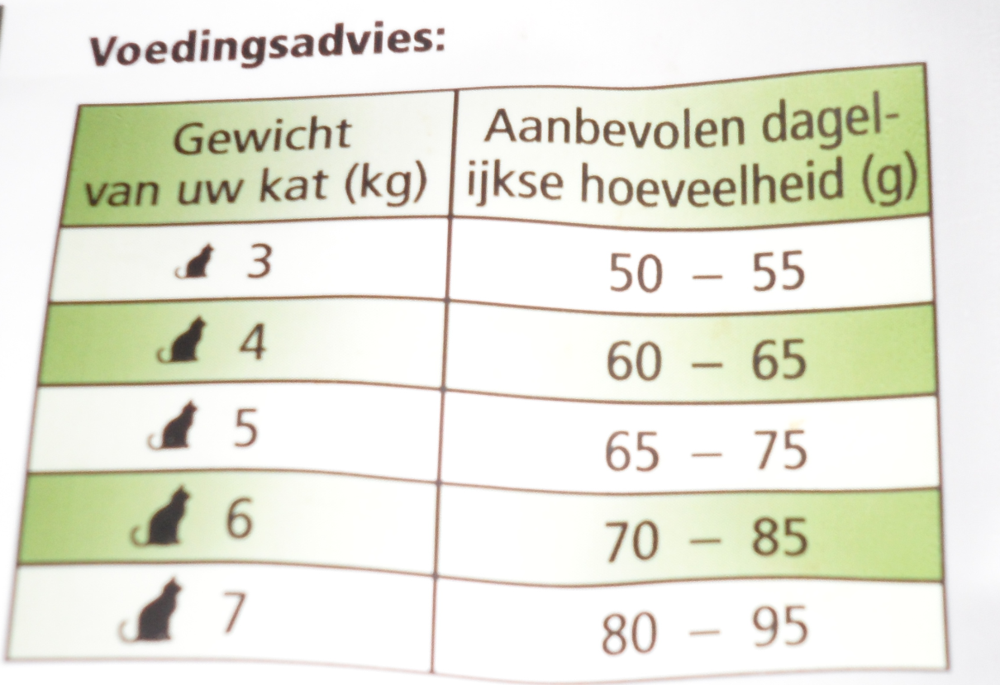 Voedingsadvies:
Gewicht
van uw kat (kg)
Aanbevolen dagel-
ijkse hoeveelheid (g)
3 50 – 55
4 60 – 65
5 65 – 75
6 70 – 85
7 80 – 95